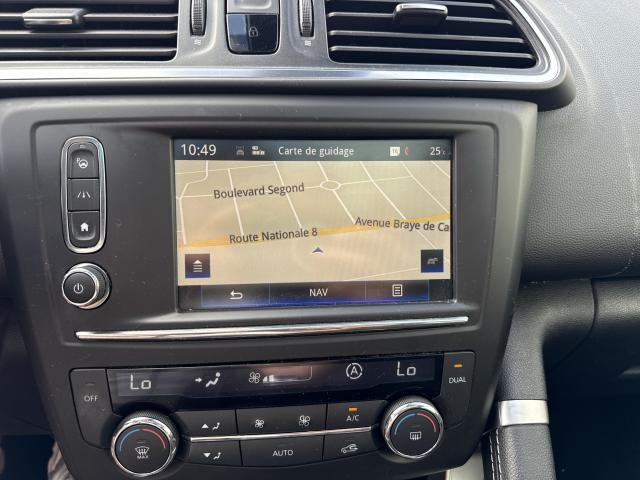 10:49 Carte de guidage 25°C
Boulevard Segond
Avenue Braye de Ca
Route Nationale 8
NAV
Lo Lo
OFF
DUAL
A/C
AUTO
MAX